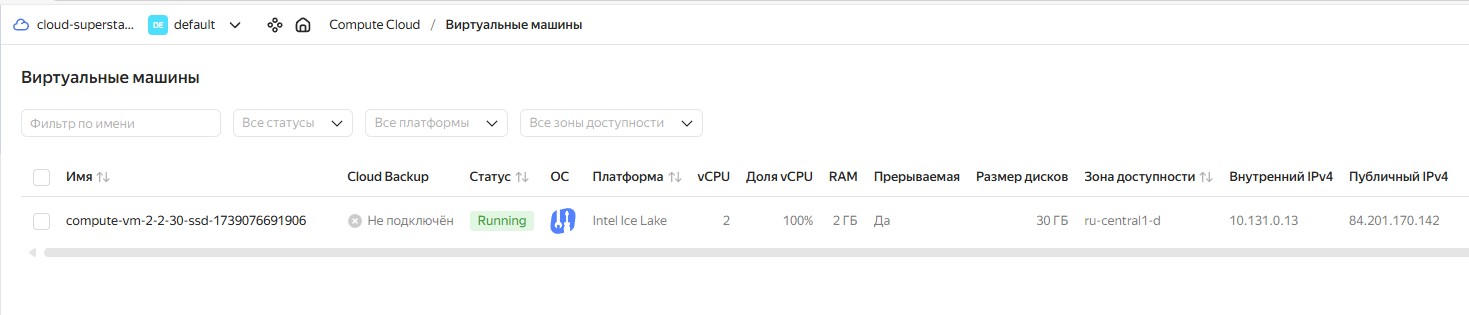 cloud-supersta... DE default Compute Cloud / Виртуальные машины
Виртуальные машины
Фильтр по имени Все статусы Все платформы Все зоны доступности
Имя Cloud Backup Статус ОС Платформа vCPU Доля vCPU RAM Прерываемая Размер дисков Зона доступности Внутренний IPv4 Публичный IPv4
compute-vm-2-2-30-ssd-1739076691906 Не подключён Running Intel Ice Lake 2 100% 2 ГБ Да 30 ГБ ru-central1-d 10.131.0.13 84.201.170.142